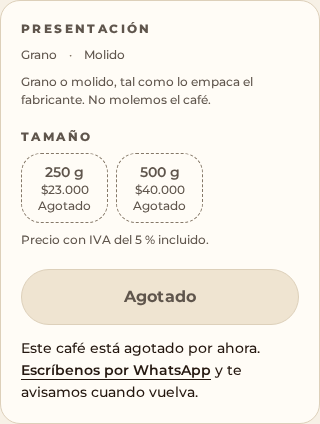 PRESENTACIÓN
Grano · Molido
Grano o molido, tal como lo empaca el
fabricante. No molemos el café.
TAMAÑO
250 g 500 g
$23.000 $40.000
Agotado Agotado
Precio con IVA del 5 % incluido.
Agotado
Este café está agotado por ahora.
Escríbenos por WhatsApp y te
avisamos cuando vuelva.